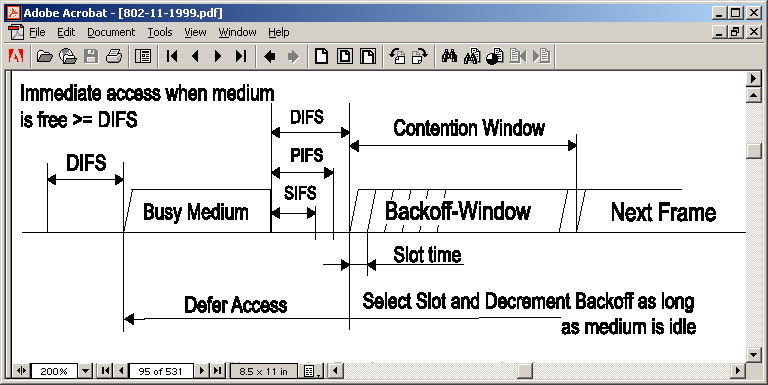 Adobe Acrobat - [802-11-1999.pdf]
File Edit Document Tools View Window Help
Immediate access when medium
is free >= DIFS
DIFS
Contention Window
DIFS
PIFS
SIFS
Busy Medium
Backoff-Window
Next Frame
Slot time
Defer Access
Select Slot and Decrement Backoff as long
as medium is idle
200%
95 of 531
8.5 x 11 in